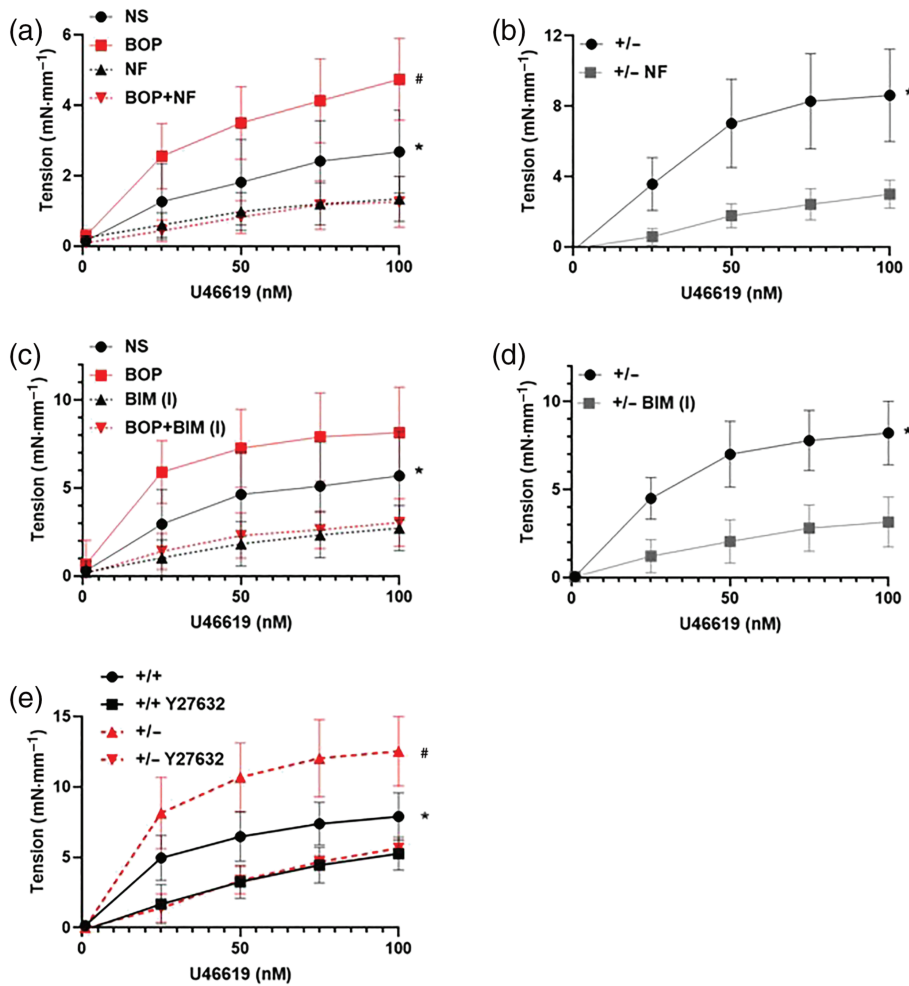 (a)
NS
BOP
NF
BOP+NF
Tension (mN·mm⁻¹)
6
4
2
0
#
*
0
50
100
U46619 (nM)
(b)
+/−
+/− NF
Tension (mN·mm⁻¹)
12
8
4
0
*
0
50
100
U46619 (nM)
(c)
NS
BOP
BIM (I)
BOP+BIM (I)
Tension (mN·mm⁻¹)
10
5
0
*
0
50
100
U46619 (nM)
(d)
+/−
+/− BIM (I)
Tension (mN·mm⁻¹)
10
5
0
*
0
50
100
U46619 (nM)
(e)
+/+
+/+ Y27632
+/−
+/− Y27632
Tension (mN·mm⁻¹)
15
10
5
0
#
*
0
50
100
U46619 (nM)